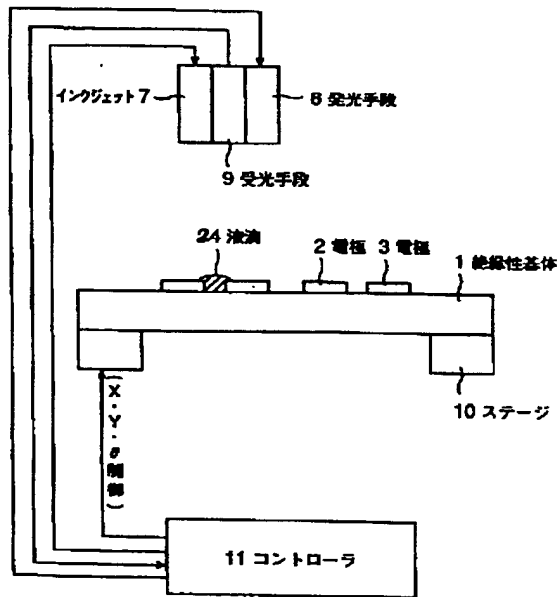 インクジェット 7
8 発光手段
9 受光手段
24 液滴
2 電極 3 電極
1 絶縁性基体
10 ステージ
(X・Y・θ制御)
11 コントローラ